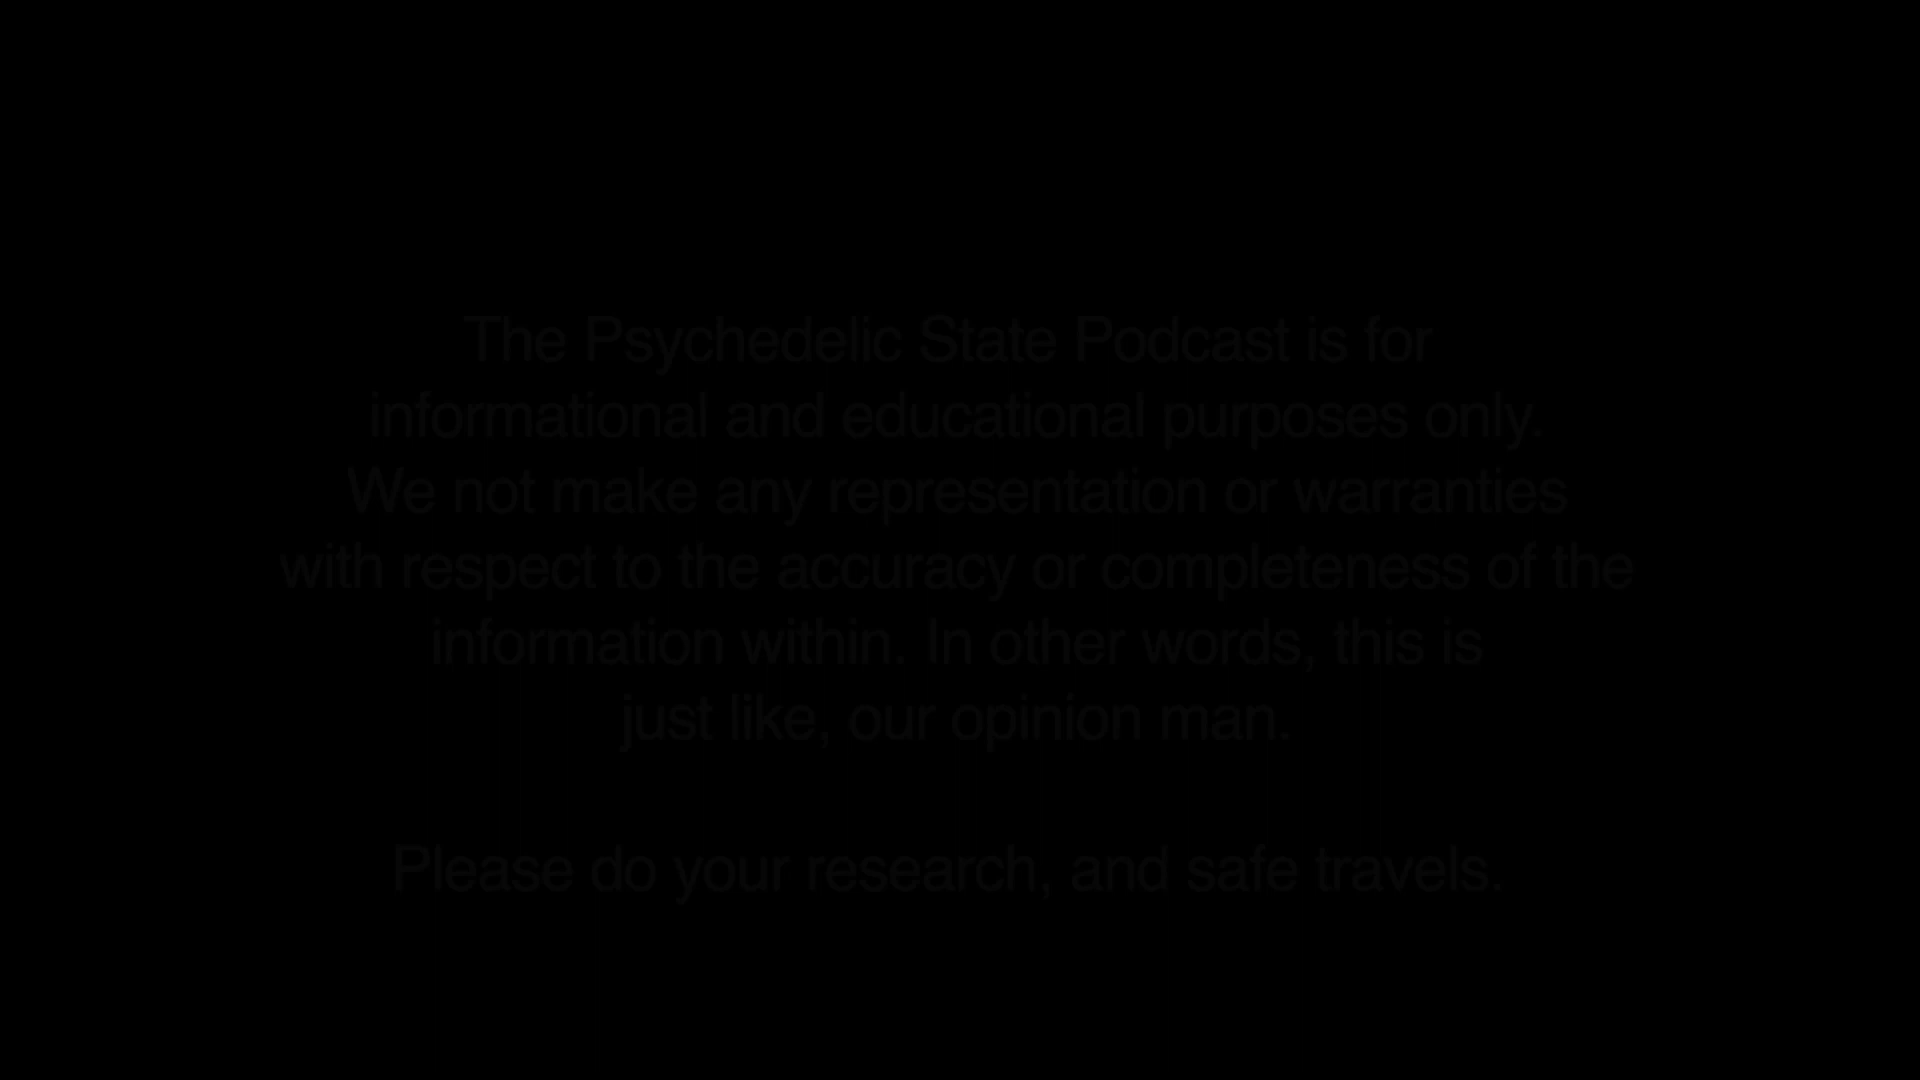 The Psychedelic State Podcast is for
informational and educational purposes only.
We not make any representation or warranties
with respect to the accuracy or completeness of the
information within. In other words, this is
just like, our opinion man.
Please do your research, and safe travels.